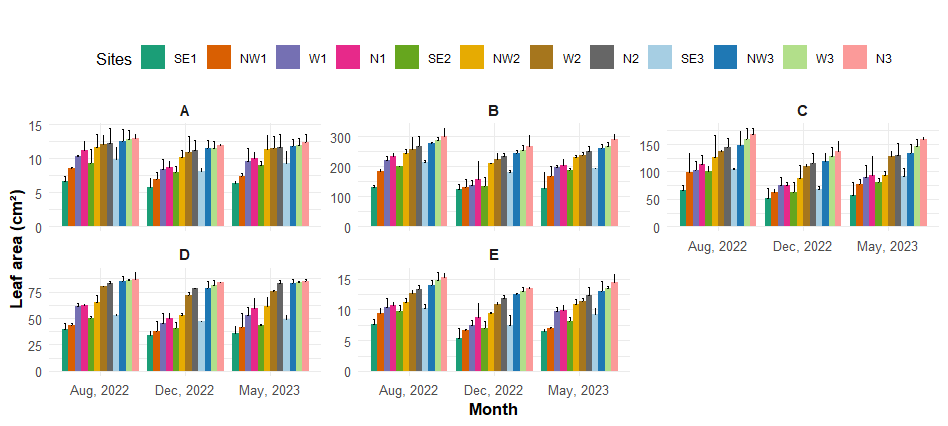 Sites SE1 NW1 W1 N1 SE2 NW2 W2 N2 SE3 NW3 W3 N3
A B C
15
10
5
0
300
200
100
0
150
100
50
0
Aug, 2022 Dec, 2022 May, 2023
D E
75
50
25
0
15
10
5
0
Aug, 2022 Dec, 2022 May, 2023 Aug, 2022 Dec, 2022 May, 2023
Leaf area (cm²)
Month